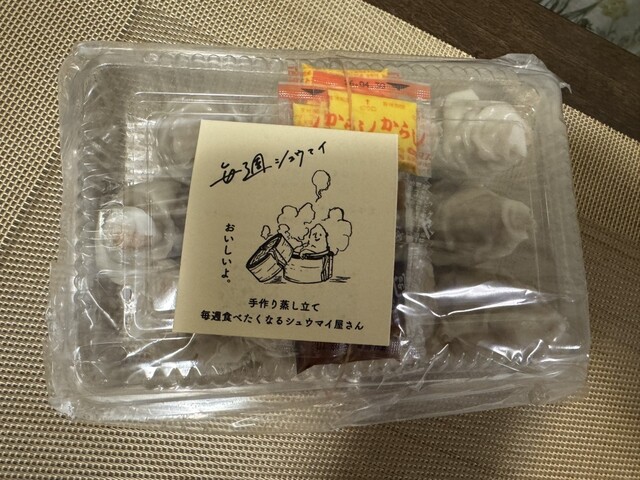 からし
からし
毎週シュウマイ
おいしいよ。
手作り蒸し立て
毎週食べたくなるシュウマイ屋さん